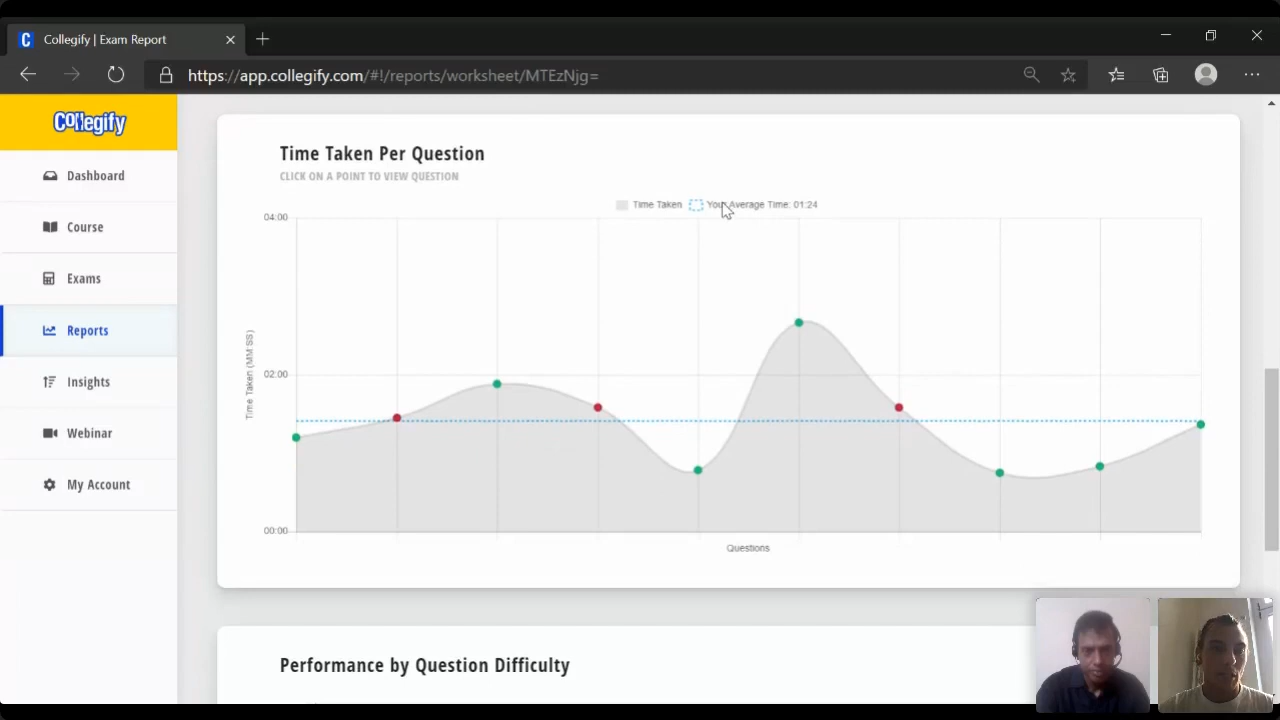 Collegify | Exam Report
https://app.collegify.com/#!/reports/worksheet/MTEzNjg=
Collegify
Dashboard
Course
Exams
Reports
Insights
Webinar
My Account
Time Taken Per Question
CLICK ON A POINT TO VIEW QUESTION
Time Taken
Your Average Time: 01:24
04:00
02:00
00:00
Time Taken (MM:SS)
Questions
Performance by Question Difficulty